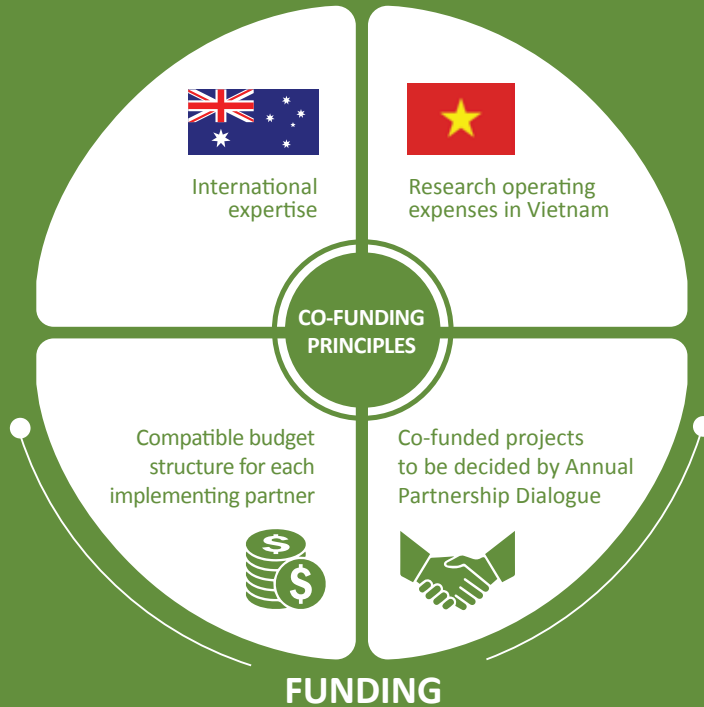 International
expertise
Research operating
expenses in Vietnam
CO-FUNDING
PRINCIPLES
Compatible budget
structure for each
implementing partner
$
$
Co-funded projects
to be decided by Annual
Partnership Dialogue
FUNDING